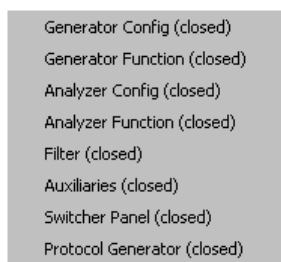 Generator Config (closed)
Generator Function (closed)
Analyzer Config (closed)
Analyzer Function (closed)
Filter (closed)
Auxiliaries (closed)
Switcher Panel (closed)
Protocol Generator (closed)